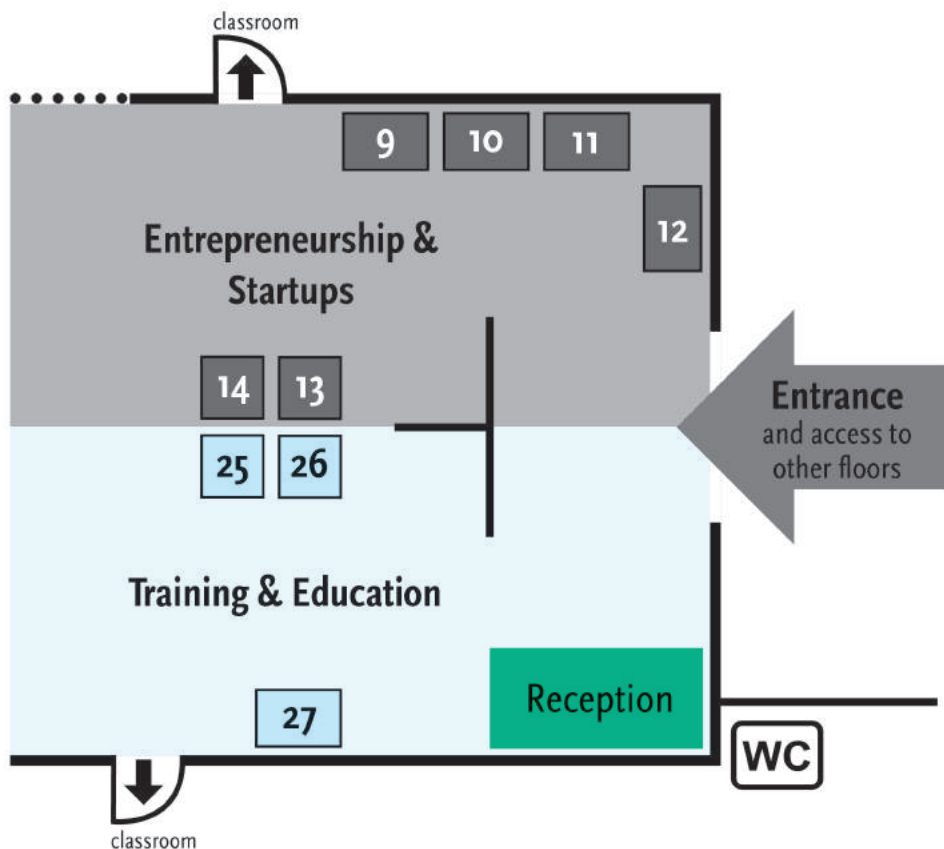 classroom
9
10
11
12
Entrepreneurship &
Startups
14
13
Entrance
and access to
other floors
25
26
Training & Education
Reception
27
WC
classroom